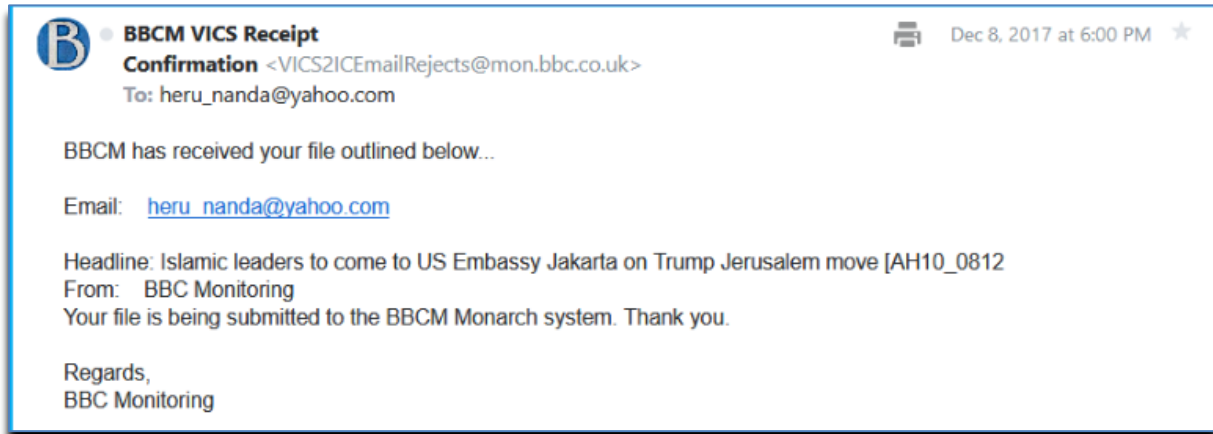 B
BBCM VICS Receipt Dec 8, 2017 at 6:00 PM
Confirmation <VICS2ICEmailRejects@mon.bbc.co.uk>
To: heru_nanda@yahoo.com
BBCM has received your file outlined below...
Email: heru_nanda@yahoo.com
Headline: Islamic leaders to come to US Embassy Jakarta on Trump Jerusalem move [AH10_0812
From: BBC Monitoring
Your file is being submitted to the BBCM Monarch system. Thank you.
Regards,
BBC Monitoring